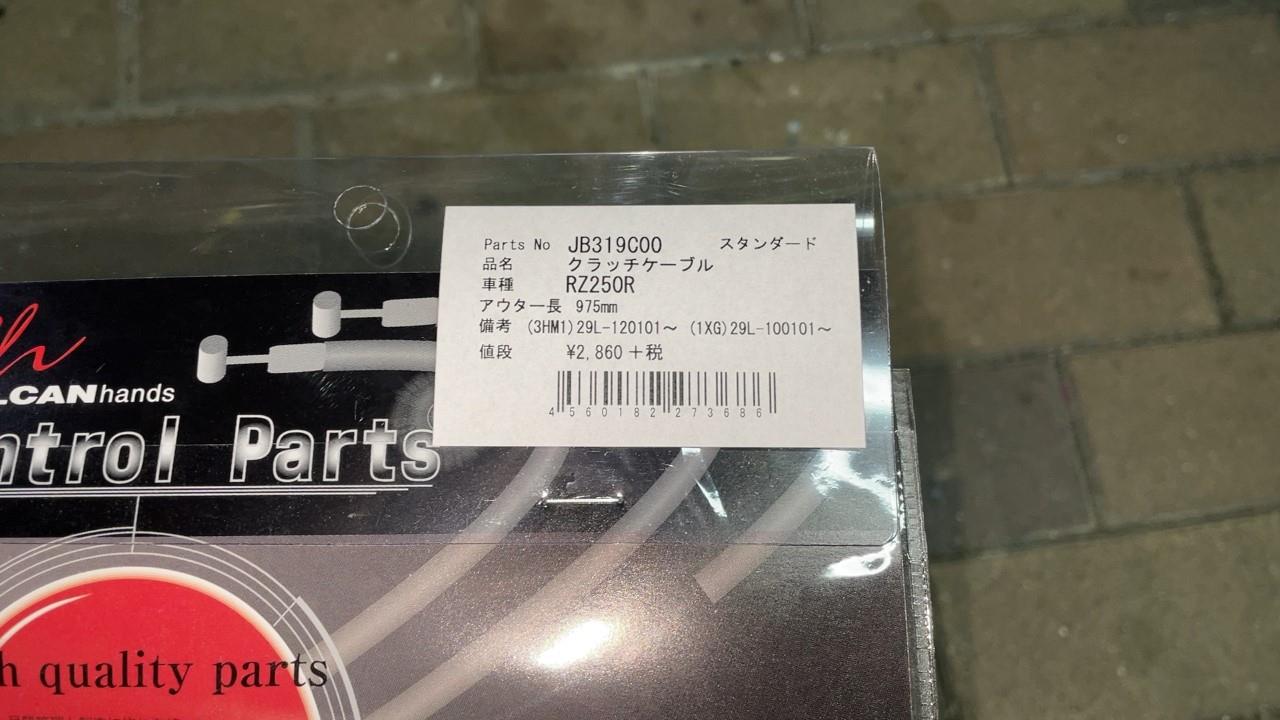 Parts No JB319C00 スタンダード
品名 クラッチケーブル
車種 RZ250R
アウター長 975mm
備考 (3HM1)29L-120101～ (1XG)29L-100101～
値段 ¥2,860+税
4560182273686
h
LCANhands
ntrol Parts
h quality parts